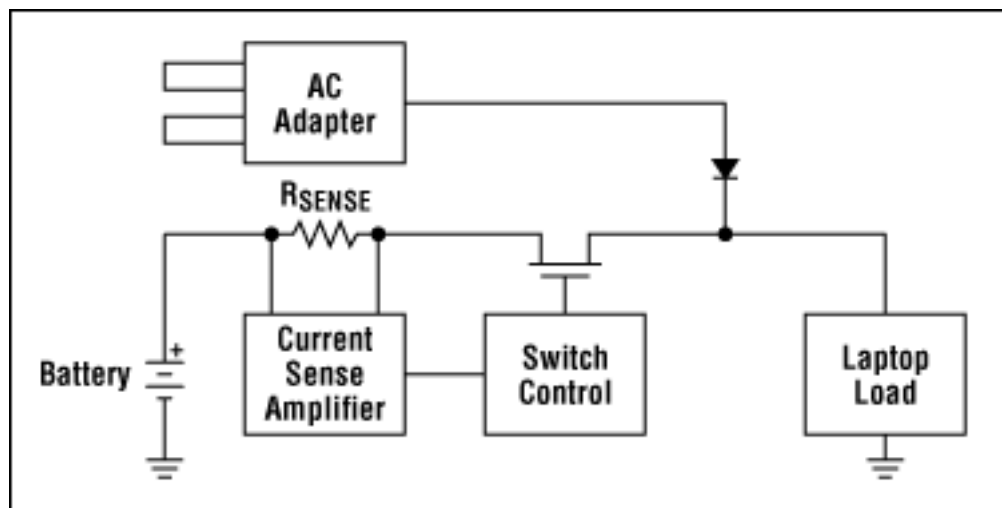 AC
Adapter
RSENSE
Battery
+
Current
Sense
Amplifier
Switch
Control
Laptop
Load